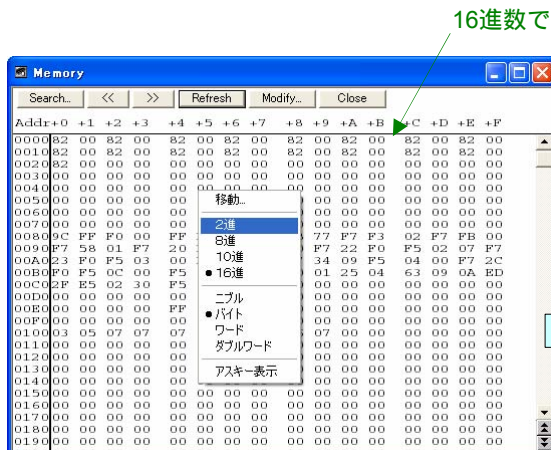 16進数で
Memory
Search... << >> Refresh Modify... Close
Addr+0 +1 +2 +3 +4 +5 +6 +7 +8 +9 +A +B +C +D +E +F
0000 82 00 82 00 82 00 82 00 82 00 82 00 82 00 82 00
0010 82 00 82 00 82 00 82 00 82 00 82 00 82 00 82 00
0020 00 00 00 00 00 00 00 00 00 00 00 00 00 00 00 00
0030 00 00 00 00 00 00 00 00 00 00 00 00 00 00 00 00
0040 00 00 00 00 00 00 00 00 00 00 00 00 00 00 00 00
0050 00 00 00 00 00 00 00 00 00 00 00 00
0060 00 00 00 00 00 00 00 00 00 00 00 00
0070 00 00 00 00 00 00 00 00 00 00 00 00
0080 9C FF F0 00 FF 77 F7 F3 02 F7 FB 00
0090 F7 58 01 F7 20 F7 22 F0 F5 02 07 F7
00A0 23 F0 F5 03 00 34 09 F5 04 00 F7 2C
00B0 F0 F5 0C 00 F5 01 25 04 63 09 0A ED
00C0 2F E5 02 30 F5 00 00 00 00 00 00 00
00D0 00 00 00 00 00 00 00 00 00 00 00 00
00E0 00 00 00 00 FF 00 00 00 00 00 00 00
00F0 00 00 00 00 00 00 00 00 00 00 00 00
0100 03 05 07 07 07 07 00 00 00 00 00 00
0110 00 00 00 00 00 00 00 00 00 00 00 00
0120 00 00 00 00 00 00 00 00 00 00 00 00
0130 00 00 00 00 00 00 00 00 00 00 00 00
0140 00 00 00 00 00 00 00 00 00 00 00 00
0150 00 00 00 00 00 00 00 00 00 00 00 00 00 00 00 00
0160 00 00 00 00 00 00 00 00 00 00 00 00 00 00 00 00
0170 00 00 00 00 00 00 00 00 00 00 00 00 00 00 00 00
0180 00 00 00 00 00 00 00 00 00 00 00 00 00 00 00 00
0190 00 00 00 00 00 00 00 00 00 00 00 00 00 00 00 00
移動...
2進
8進
10進
●16進
ニブル
●バイト
ワード
ダブルワード
アスキー表示